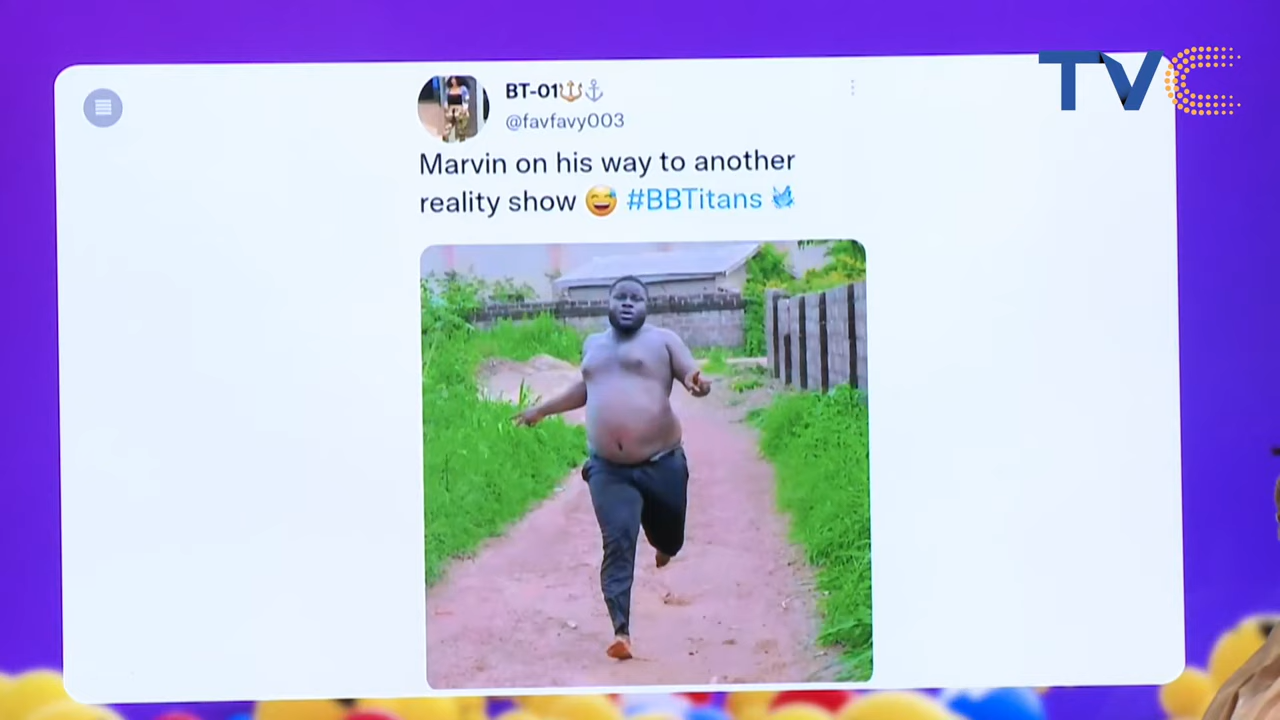 TVC
BT-01🔱⚓
@favfavy003
Marvin on his way to another
reality show 😅 #BBTitans